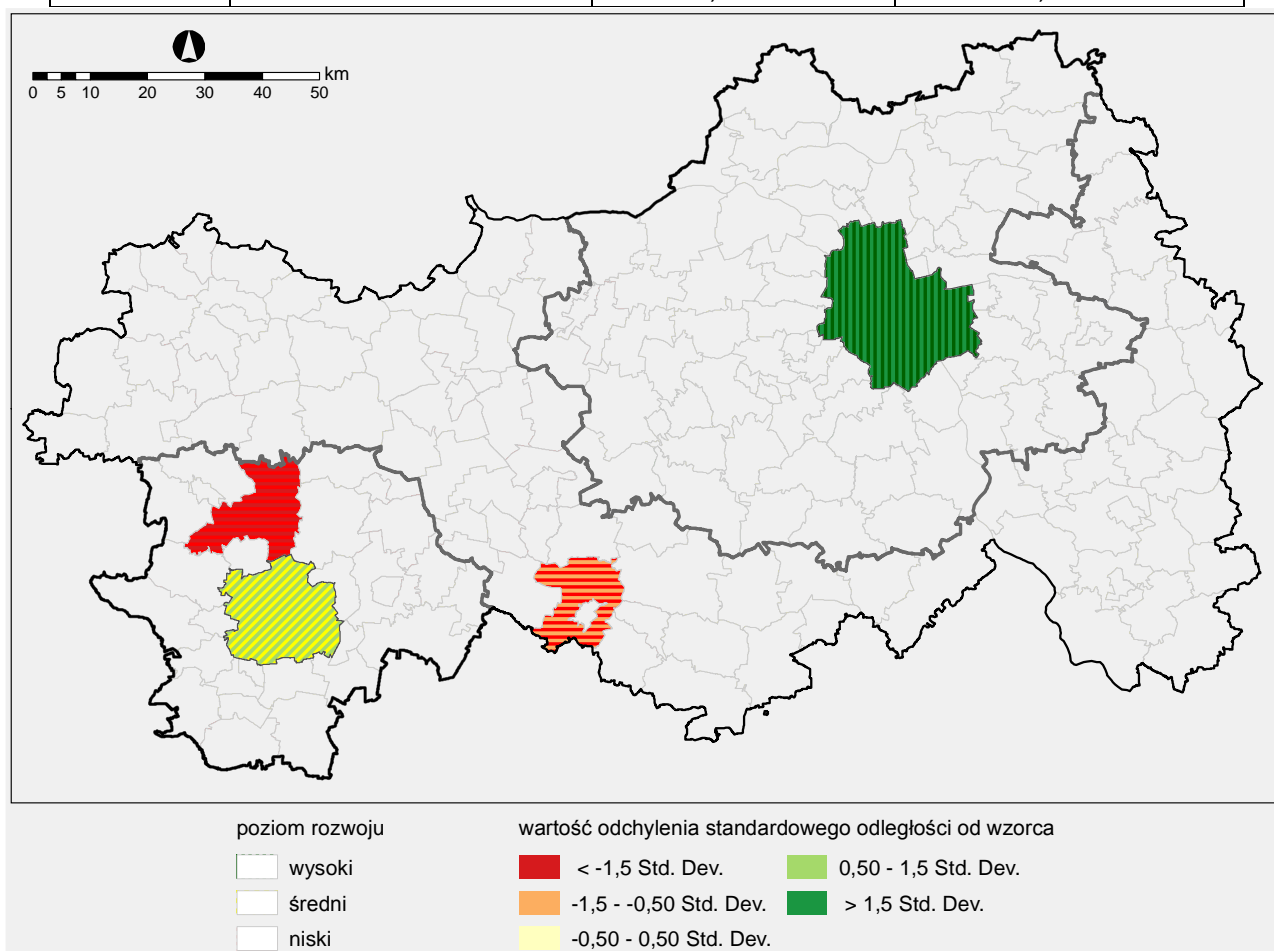 km
0 5 10 20 30 40 50
poziom rozwoju
wysoki
średni
niski
wartość odchylenia standardowego odległości od wzorca
< -1,5 Std. Dev.
-1,5 - -0,50 Std. Dev.
-0,50 - 0,50 Std. Dev.
0,50 - 1,5 Std. Dev.
> 1,5 Std. Dev.